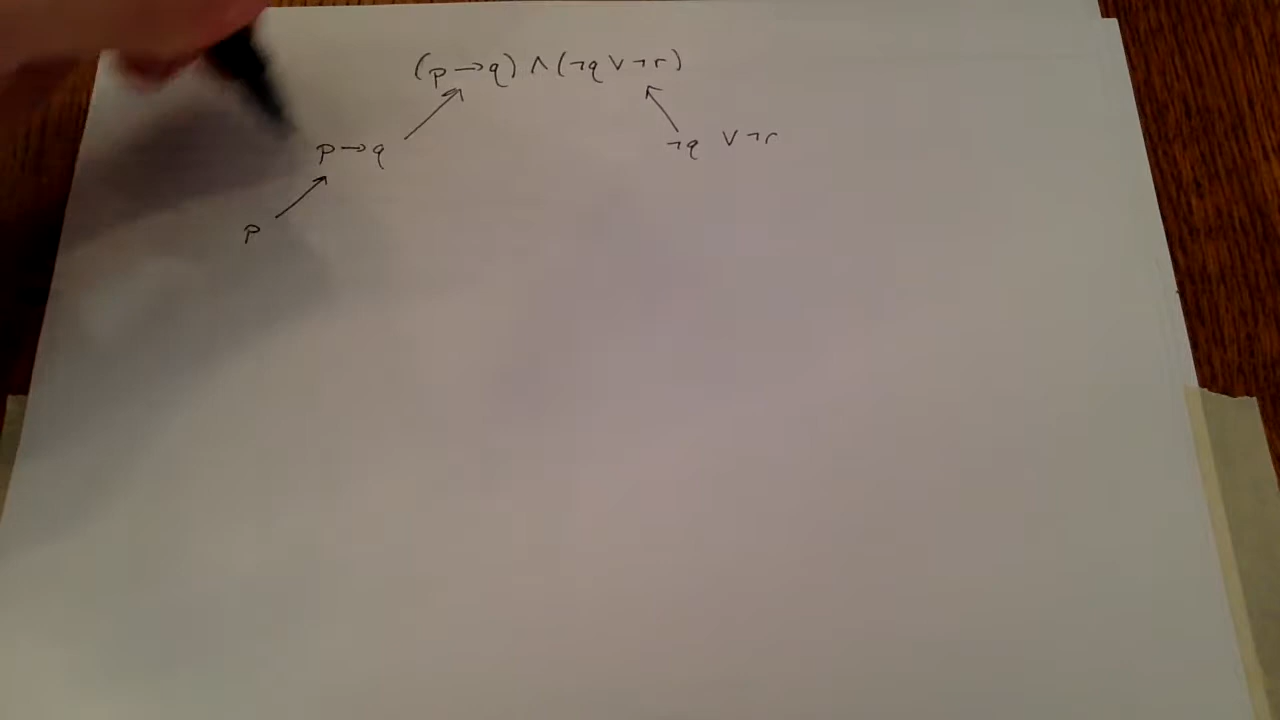 (p→q) ∧ (¬q ∨ ¬r)
p→q
¬q ∨ ¬r
p